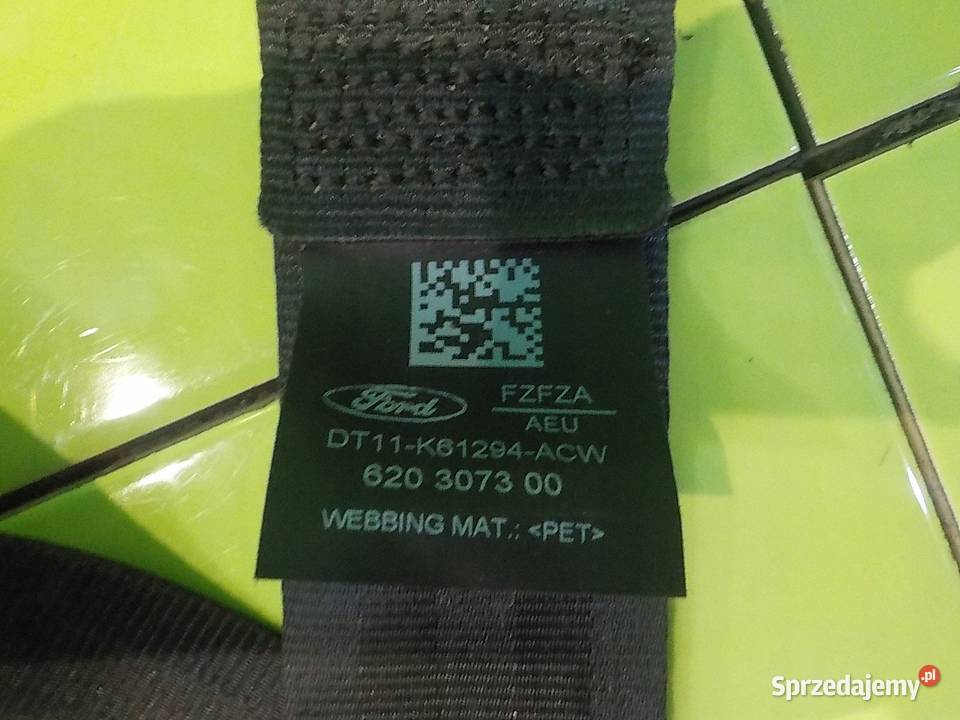 Ford
FZFZA
AEU
DT11-K61294-ACW
620 3073 00
WEBBING MAT.: <PET>
Sprzedajemy.pl